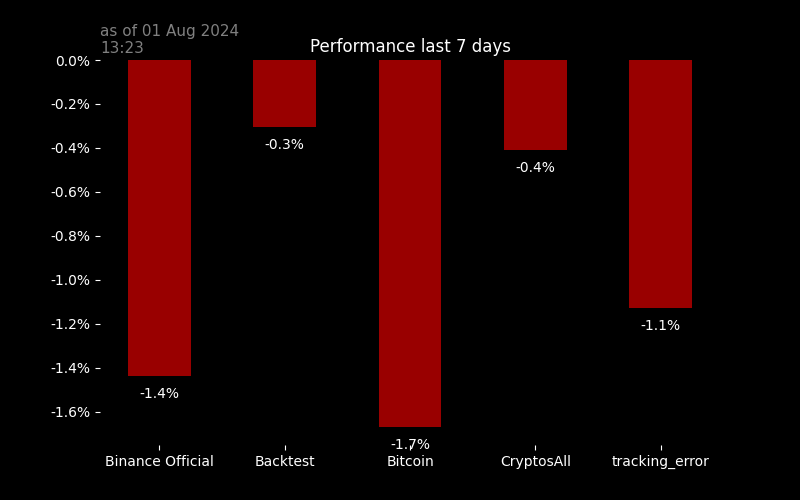 as of 01 Aug 2024
13:23
Performance last 7 days
0.0%
-0.2%
-0.4%
-0.6%
-0.8%
-1.0%
-1.2%
-1.4%
-1.6%
-1.4%
-0.3%
-1.7%
-0.4%
-1.1%
Binance Official
Backtest
Bitcoin
CryptosAll
tracking_error